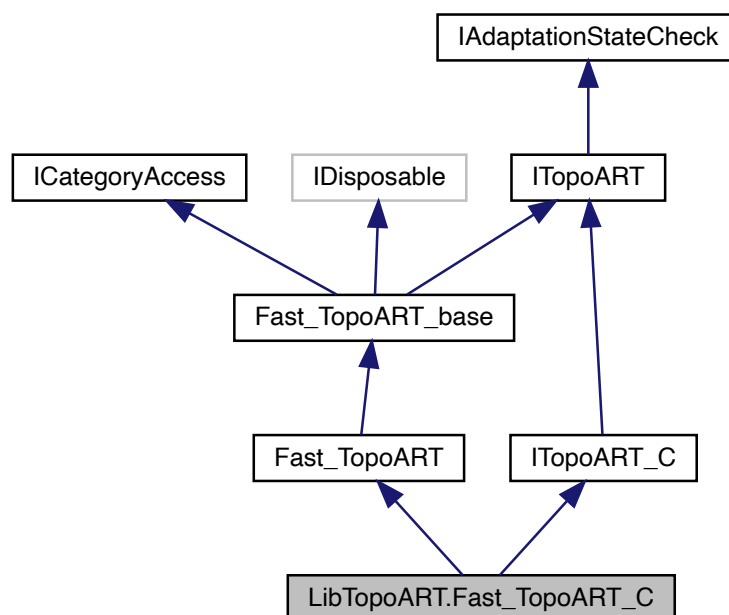 IAdaptationStateCheck
ICategoryAccess
IDisposable
ITopoART
Fast_TopoART_base
Fast_TopoART
ITopoART_C
LibTopoART.Fast_TopoART_C